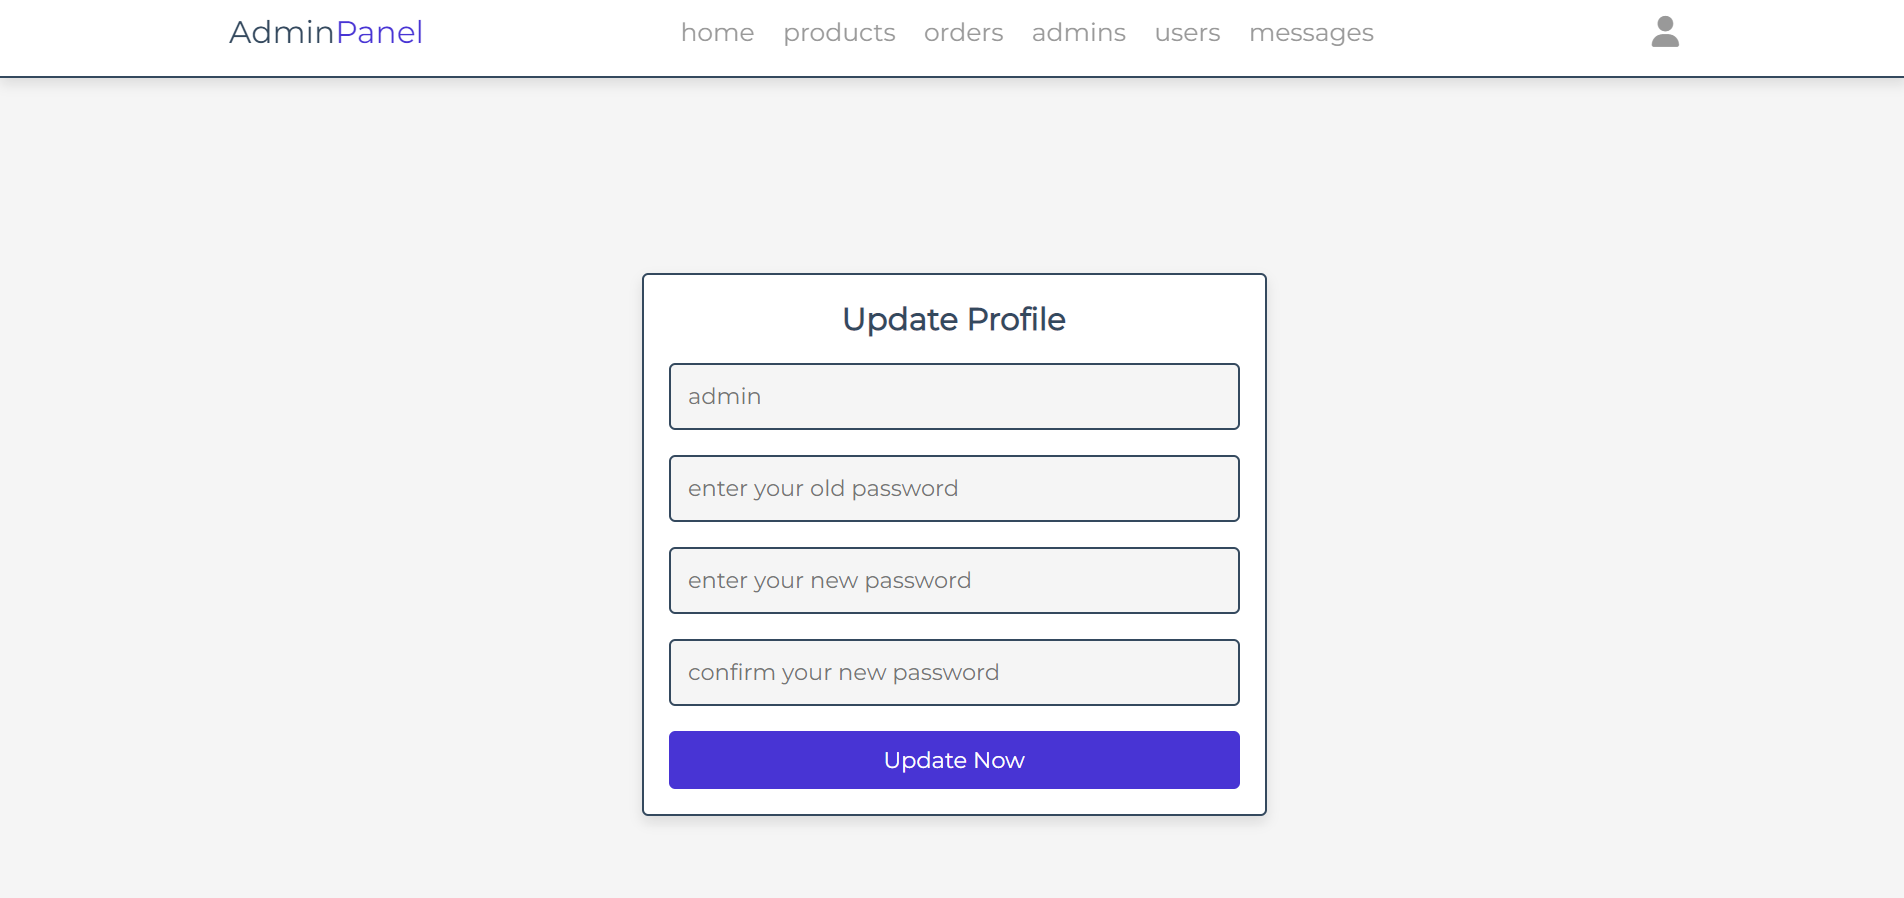 AdminPanel home products orders admins users messages
Update Profile
admin
enter your old password
enter your new password
confirm your new password
Update Now